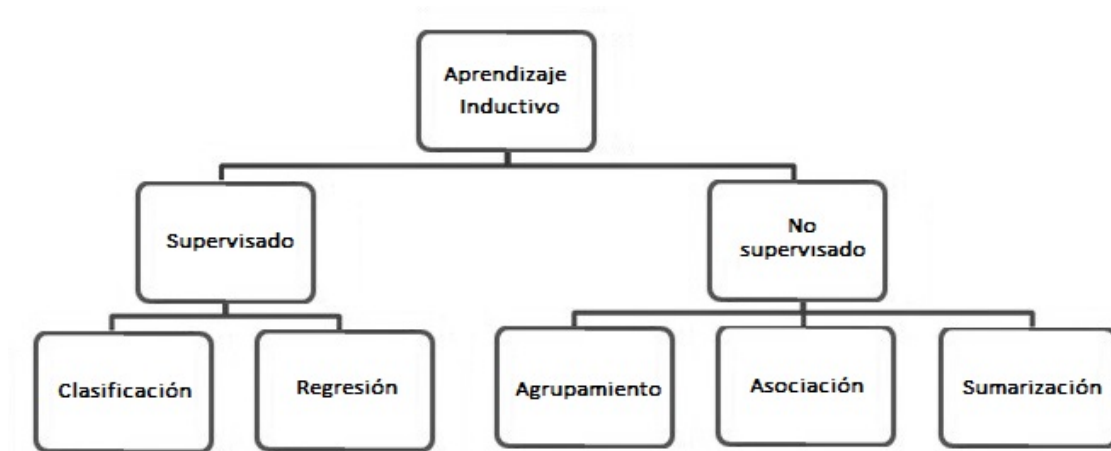 Aprendizaje
Inductivo
Supervisado
No
supervisado
Clasificación
Regresión
Agrupamiento
Asociación
Sumarización